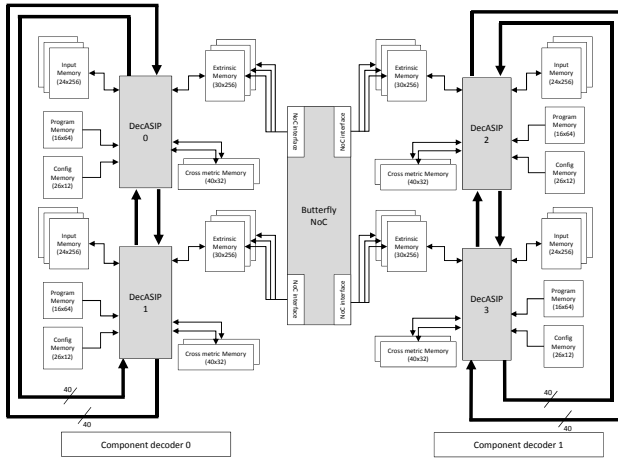 Input
Memory
(24x256)
Program
Memory
(16x64)
Config
Memory
(26x12)
DecASIP
0
Extrinsic
Memory
(30x256)
Cross metric Memory
(40x32)
Input
Memory
(24x256)
Program
Memory
(16x64)
Config
Memory
(26x12)
DecASIP
1
Extrinsic
Memory
(30x256)
Cross metric Memory
(40x32)
40
40
Component decoder 0
NoC interface
NoC interface
Butterfly
NoC
NoC interface
NoC interface
Extrinsic
Memory
(30x256)
Cross metric Memory
(40x32)
DecASIP
2
Input
Memory
(24x256)
Program
Memory
(16x64)
Config
Memory
(26x12)
Extrinsic
Memory
(30x256)
Cross metric Memory
(40x32)
DecASIP
3
Input
Memory
(24x256)
Program
Memory
(16x64)
Config
Memory
(26x12)
40
40
Component decoder 1